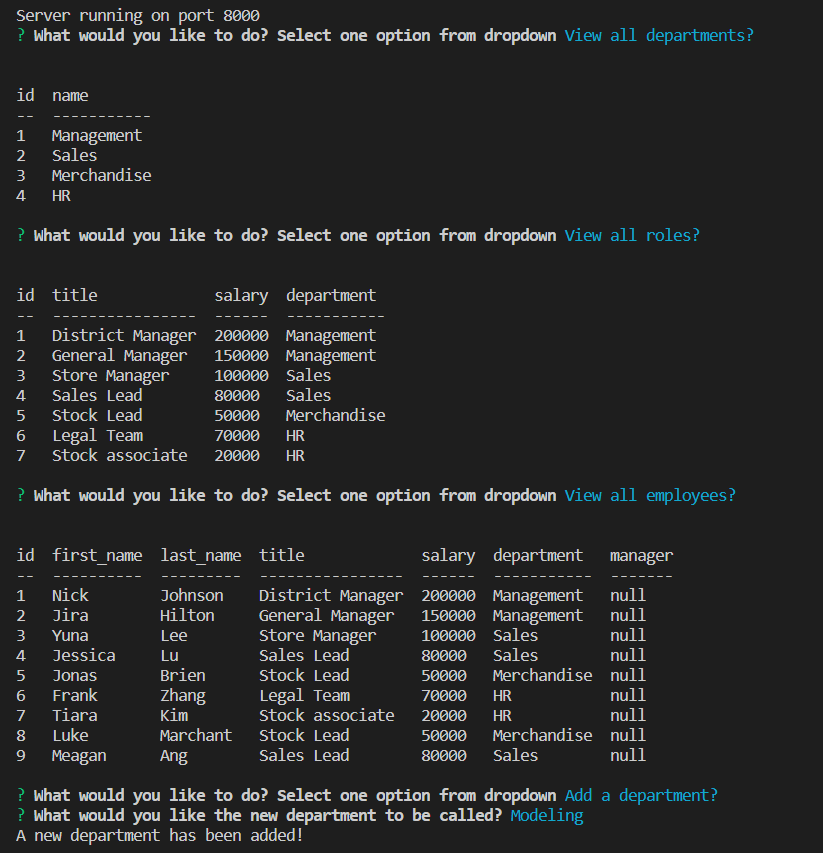 Server running on port 8000
? What would you like to do? Select one option from dropdown View all departments?
id  name
--  -----------
1   Management
2   Sales
3   Merchandise
4   HR
? What would you like to do? Select one option from dropdown View all roles?
id  title             salary  department
--  ----------------  ------  -----------
1   District Manager  200000  Management
2   General Manager   150000  Management
3   Store Manager     100000  Sales
4   Sales Lead        80000   Sales
5   Stock Lead        50000   Merchandise
6   Legal Team        70000   HR
7   Stock associate   20000   HR
? What would you like to do? Select one option from dropdown View all employees?
id  first_name  last_name  title             salary  department   manager
--  ----------  ---------  ----------------  ------  -----------  -------
1   Nick        Johnson    District Manager  200000  Management   null
2   Jira        Hilton     General Manager   150000  Management   null
3   Yuna        Lee        Store Manager     100000  Sales        null
4   Jessica     Lu         Sales Lead        80000   Sales        null
5   Jonas       Brien      Stock Lead        50000   Merchandise  null
6   Frank       Zhang      Legal Team        70000   HR           null
7   Tiara       Kim        Stock associate   20000   HR           null
8   Luke        Marchant   Stock Lead        50000   Merchandise  null
9   Meagan      Ang        Sales Lead        80000   Sales        null
? What would you like to do? Select one option from dropdown Add a department?
? What would you like the new department to be called? Modeling
A new department has been added!